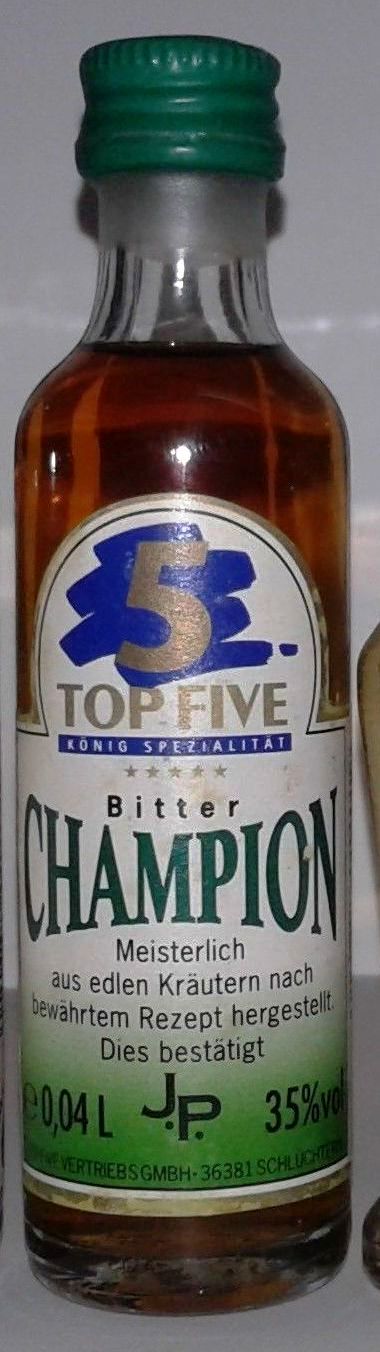 5
TOP FIVE
KÖNIG SPEZIALITÄT
Bitter
CHAMPION
Meisterlich
aus edlen Kräutern nach
bewährtem Rezept hergestellt.
Dies bestätigt
e 0,04 L J.P. 35%vol
VERTRIEBSGMBH · 36381 SCHLÜCHTERN